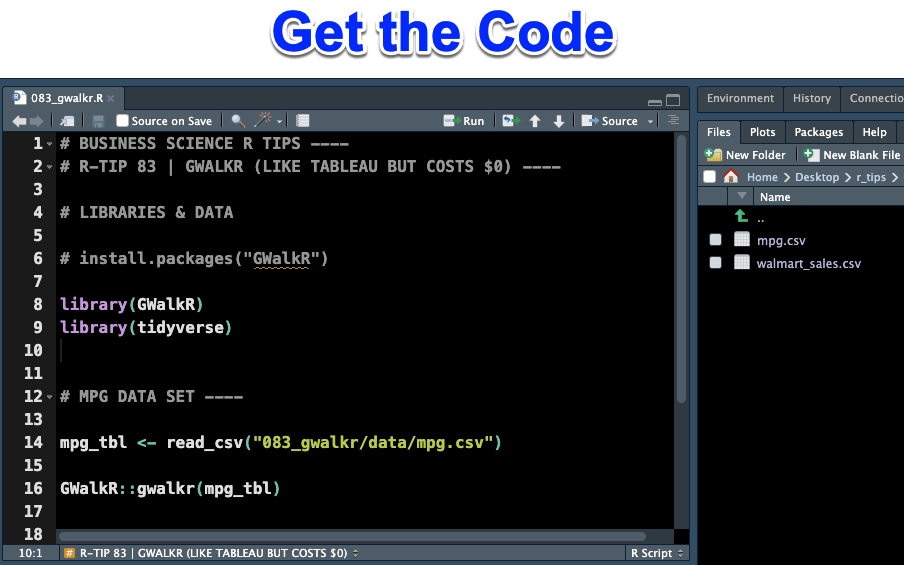 Get the Code
083_gwalkr.R
Source on Save
Run
Source
1 # BUSINESS SCIENCE R TIPS ----
2 # R-TIP 83 | GWALKR (LIKE TABLEAU BUT COSTS $0) ----
3
4 # LIBRARIES & DATA
5
6 # install.packages("GWalkR")
7
8 library(GWalkR)
9 library(tidyverse)
10
11
12 # MPG DATA SET ----
13
14 mpg_tbl <- read_csv("083_gwalkr/data/mpg.csv")
15
16 GWalkR::gwalkr(mpg_tbl)
17
18
10:1 # R-TIP 83 | GWALKR (LIKE TABLEAU BUT COSTS $0) R Script
Environment History Connectio
Files Plots Packages Help
New Folder New Blank File
Home Desktop r_tips
Name
..
mpg.csv
walmart_sales.csv